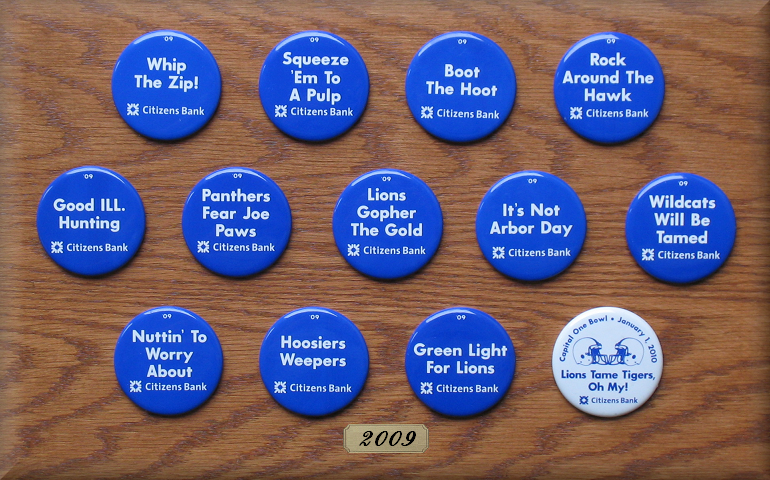 '09
Whip
The Zip!
Citizens Bank
'09
Squeeze
'Em To
A Pulp
Citizens Bank
'09
Boot
The Hoot
Citizens Bank
'09
Rock
Around The
Hawk
Citizens Bank
'09
Good ILL.
Hunting
Citizens Bank
'09
Panthers
Fear Joe
Paws
Citizens Bank
'09
Lions
Gopher
The Gold
Citizens Bank
'09
It's Not
Arbor Day
Citizens Bank
'09
Wildcats
Will Be
Tamed
Citizens Bank
'09
Nuttin' To
Worry
About
Citizens Bank
Hoosiers
Weepers
Citizens Bank
'09
Green Light
For Lions
Citizens Bank
Capital One Bowl • January 1, 2010
Lions Tame Tigers,
Oh My!
Citizens Bank
2009